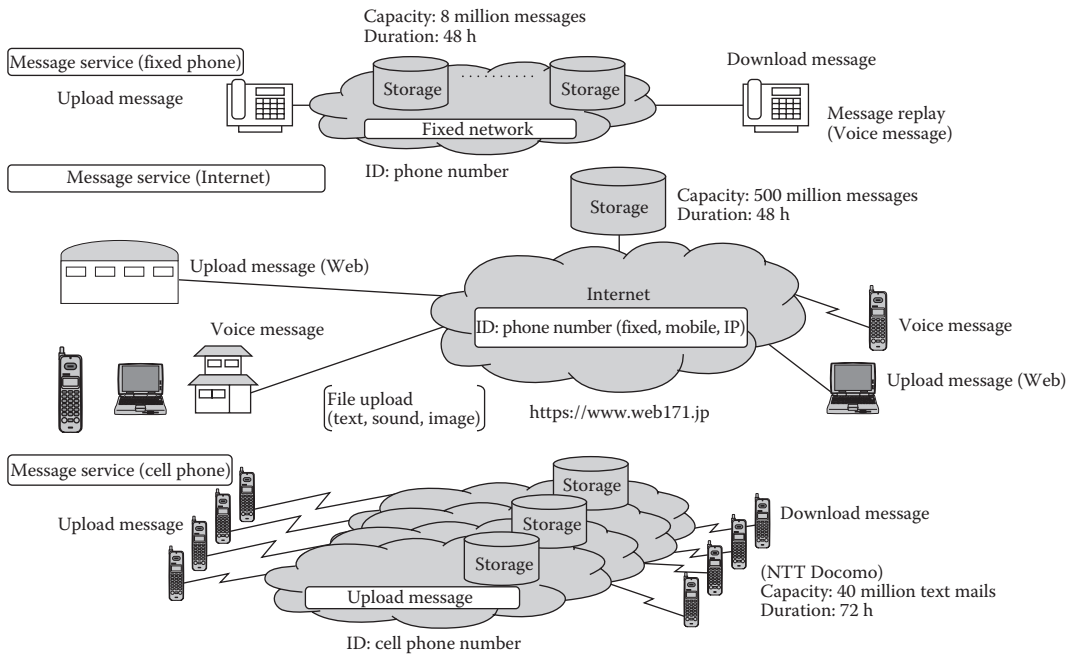 Capacity: 8 million messages
Duration: 48 h
Message service (fixed phone)
Upload message
Storage
..........
Storage
Fixed network
ID: phone number
Download message
Message replay
(Voice message)
Message service (Internet)
Storage
Capacity: 500 million messages
Duration: 48 h
Upload message (Web)
Internet
ID: phone number (fixed, mobile, IP)
Voice message
Voice message
Upload message (Web)
File upload
(text, sound, image)
https://www.web171.jp
Message service (cell phone)
Upload message
Storage
Storage
Storage
Upload message
ID: cell phone number
Download message
(NTT Docomo)
Capacity: 40 million text mails
Duration: 72 h